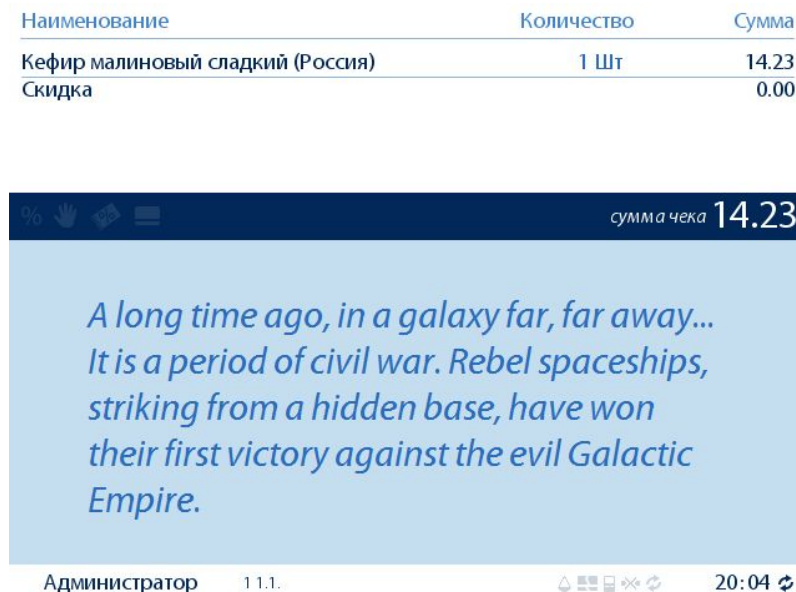 Наименование Количество Сумма
Кефир малиновый сладкий (Россия) 1 Шт 14.23
Скидка 0.00
% % сумма чека 14.23
A long time ago, in a galaxy far, far away...
It is a period of civil war. Rebel spaceships,
striking from a hidden base, have won
their first victory against the evil Galactic
Empire.
Администратор 1 1.1. 20:04